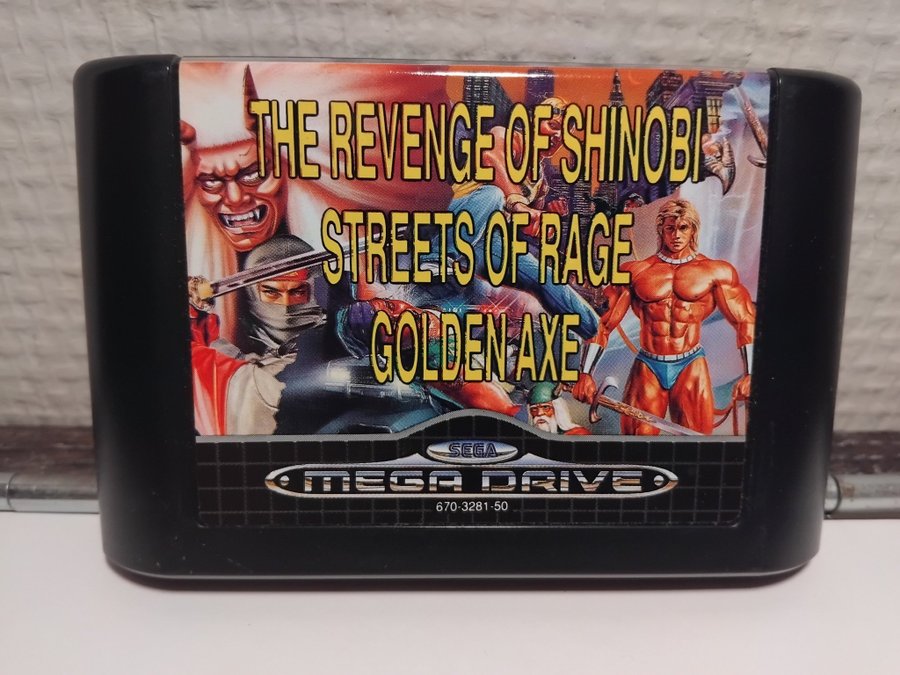 THE REVENGE OF SHINOBI
STREETS OF RAGE
GOLDEN AXE
SEGA
MEGA DRIVE
670-3281-50